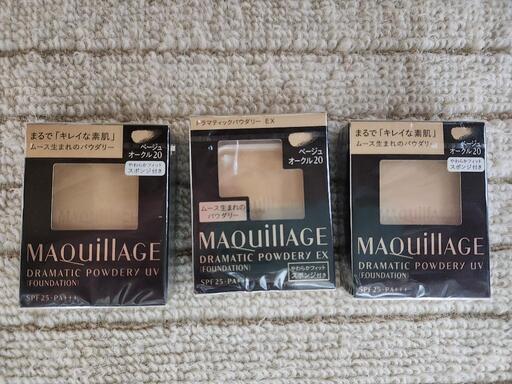 まるで「キレイな素肌」
ムース生まれのパウダリー
ベージュ
オークル20
やわらかフィット
スポンジ付き
MAQuillAGE
DRAMATIC POWDERY UV
(FOUNDATION)
SPF25・PA+++
ドラマティックパウダリー EX
ベージュ
オークル20
ムース生まれの
パウダリー
MAQuillAGE
DRAMATIC POWDERY EX
(FOUNDATION)
やわらかフィット
スポンジ付き
SPF25・PA+++
まるで「キレイな素肌」
ムース生まれのパウダリー
ベージュ
オークル20
やわらかフィット
スポンジ付き
MAQuillAGE
DRAMATIC POWDERY UV
(FOUNDATION)
SPF25・PA+++